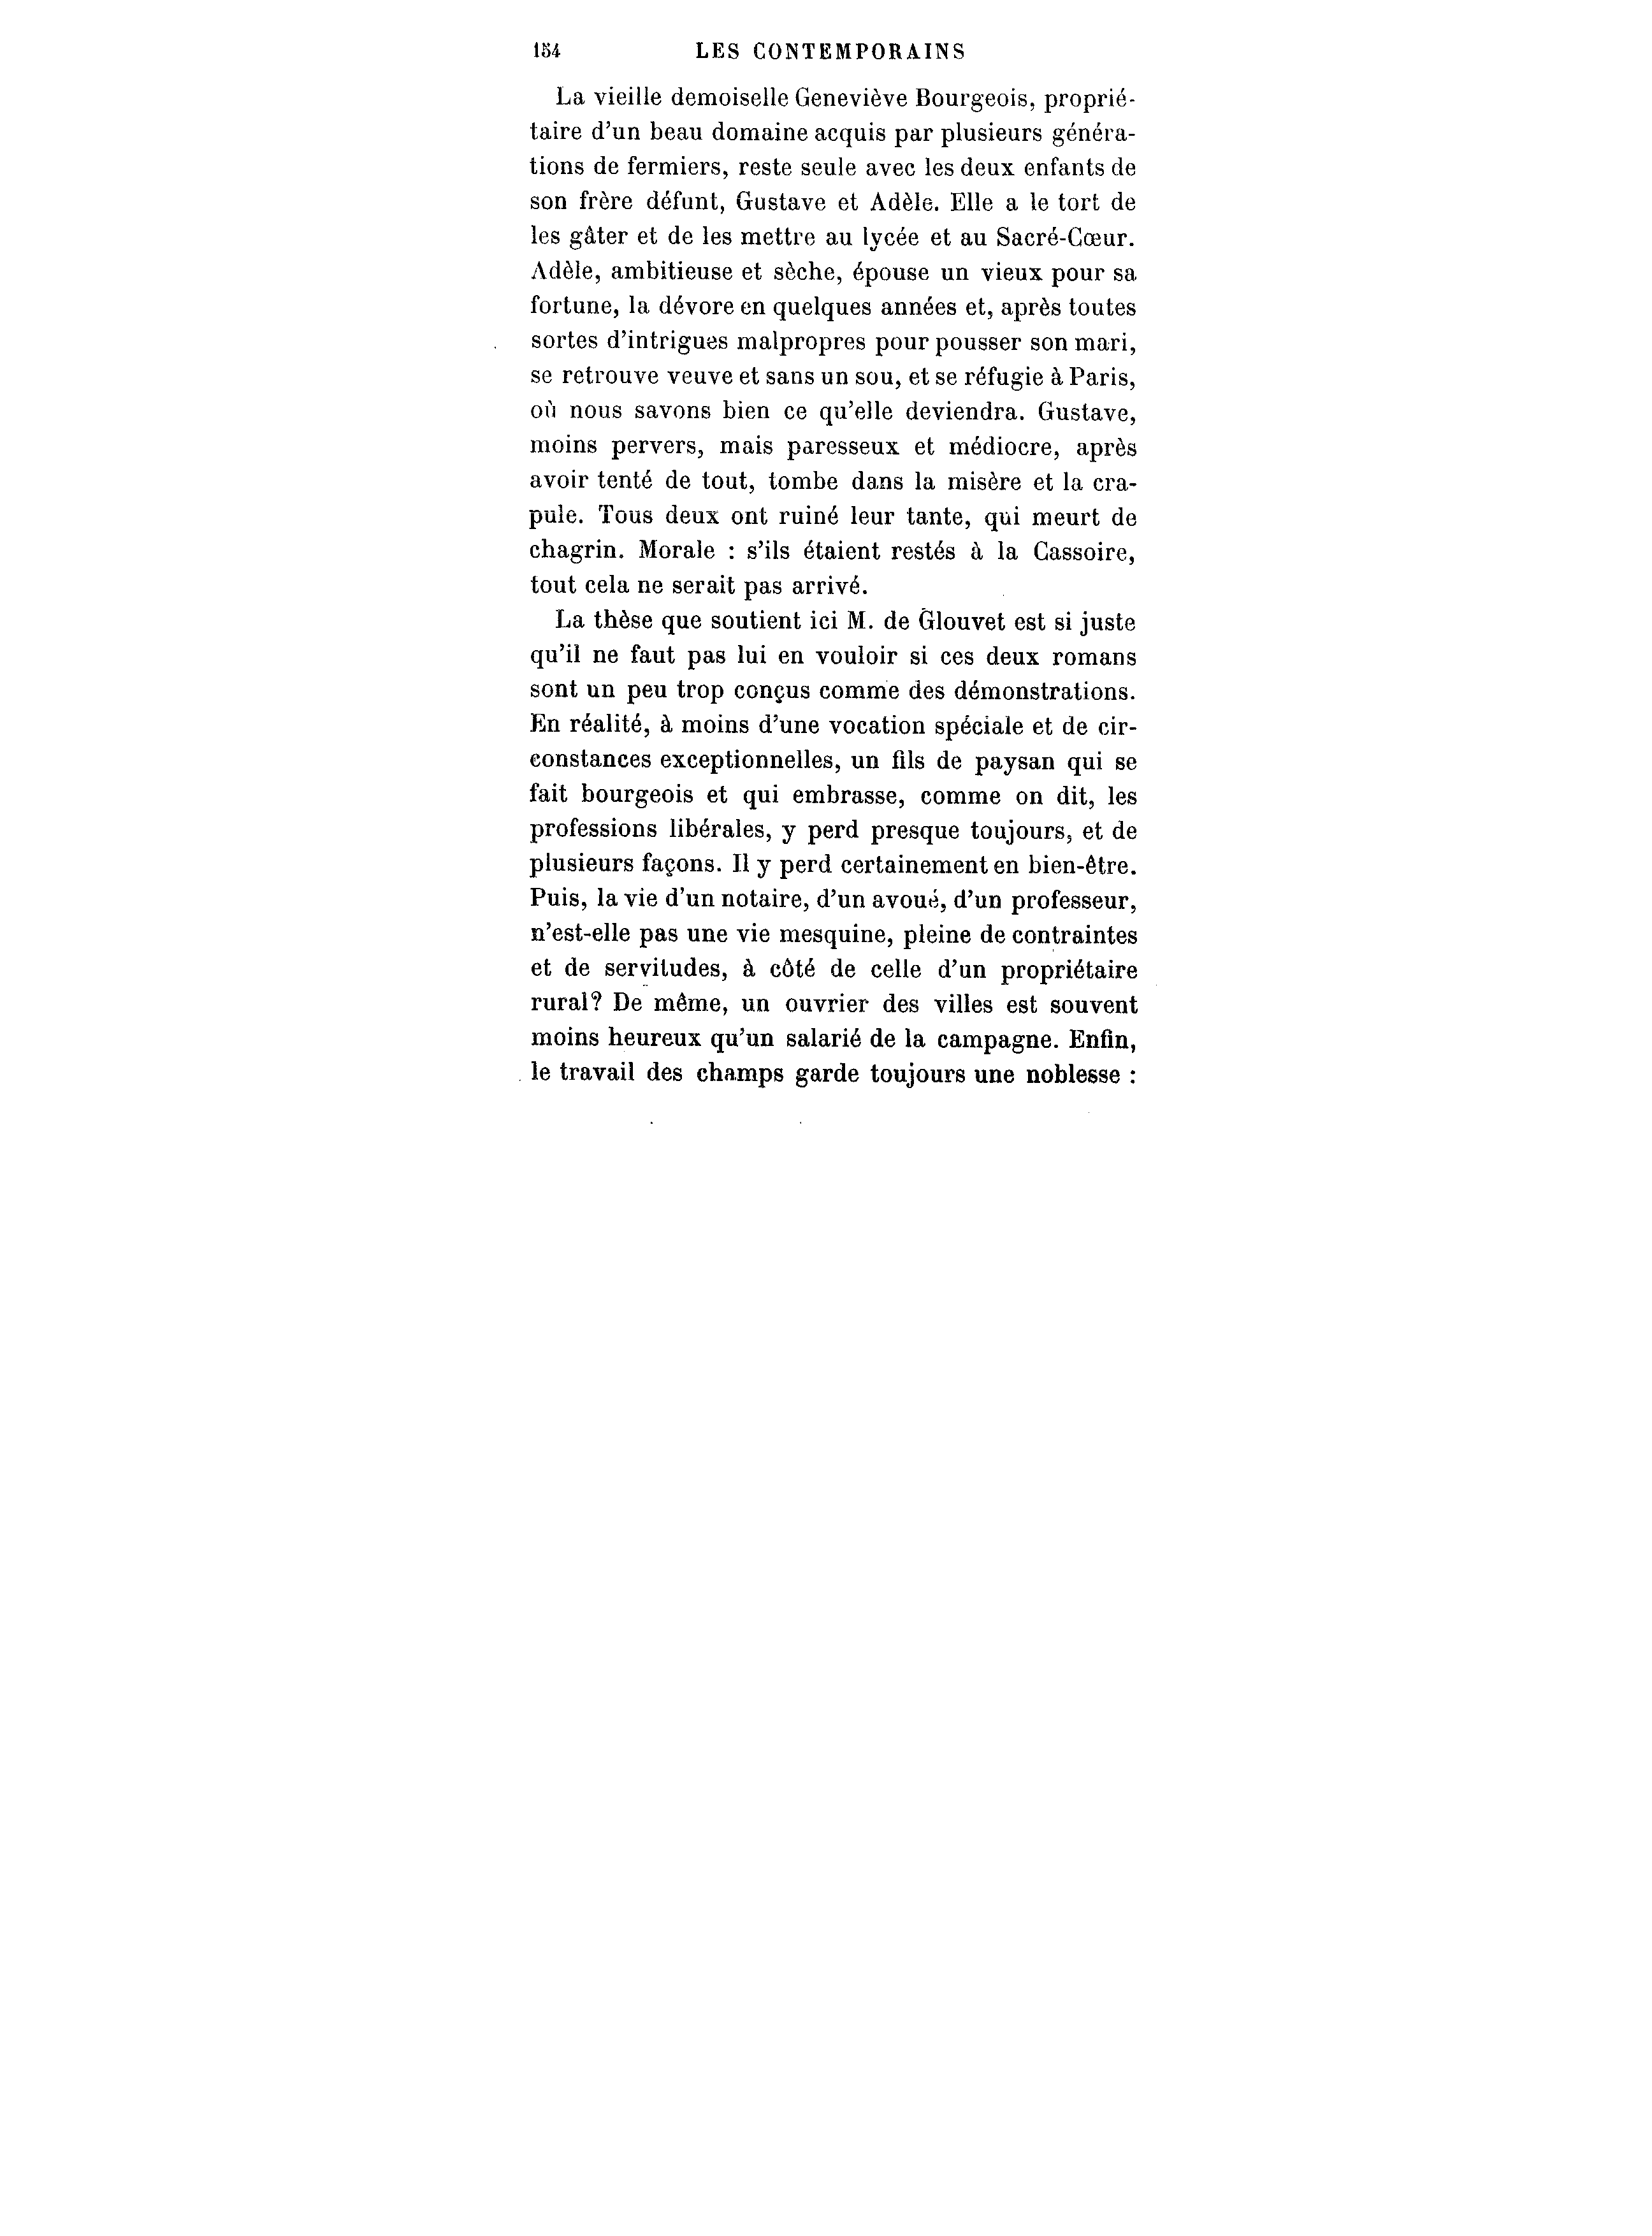 154 LES CONTEMPORAINS
La vieille demoiselle Geneviève Bourgeois, proprié-
taire d'un beau domaine acquis par plusieurs généra-
tions de fermiers, reste seule avec les deux enfants de
son frère défunt, Gustave et Adèle. Elle a le tort de
les gâter et de les mettre au lycée et au Sacré-Cœur.
Adèle, ambitieuse et sèche, épouse un vieux pour sa
fortune, la dévore en quelques années et, après toutes
sortes d'intrigues malpropres pour pousser son mari,
se retrouve veuve et sans un sou, et se réfugie à Paris,
où nous savons bien ce qu'elle deviendra. Gustave,
moins pervers, mais paresseux et médiocre, après
avoir tenté de tout, tombe dans la misère et la cra-
pule. Tous deux ont ruiné leur tante, qui meurt de
chagrin. Morale : s'ils étaient restés à la Cassoire,
tout cela ne serait pas arrivé.
La thèse que soutient ici M. de Glouvet est si juste
qu'il ne faut pas lui en vouloir si ces deux romans
sont un peu trop conçus comme des démonstrations.
En réalité, à moins d'une vocation spéciale et de cir-
constances exceptionnelles, un fils de paysan qui se
fait bourgeois et qui embrasse, comme on dit, les
professions libérales, y perd presque toujours, et de
plusieurs façons. Il y perd certainement en bien-être.
Puis, la vie d'un notaire, d'un avoué, d'un professeur,
n'est-elle pas une vie mesquine, pleine de contraintes
et de servitudes, à côté de celle d'un propriétaire
rural? De même, un ouvrier des villes est souvent
moins heureux qu'un salarié de la campagne. Enfin,
le travail des champs garde toujours une noblesse :